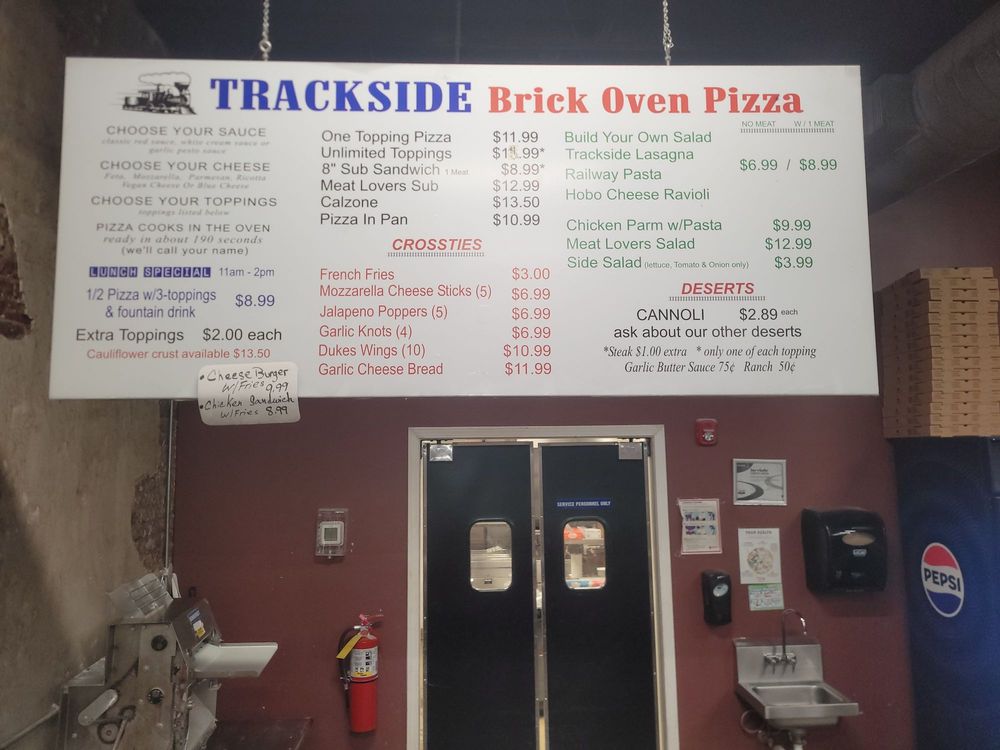 TRACKSIDE Brick Oven Pizza
CHOOSE YOUR SAUCE
classic red sauce, white cream sauce or
garlic pesto sauce
CHOOSE YOUR CHEESE
Feta, Mozzarella, Parmesan, Ricotta
Vegan Cheese Or Blue Cheese
CHOOSE YOUR TOPPINGS
toppings listed below
PIZZA COOKS IN THE OVEN
ready in about 190 seconds
(we'll call your name)
LUNCH SPECIAL 11am - 2pm
1/2 Pizza w/3-toppings
& fountain drink $8.99
Extra Toppings $2.00 each
Cauliflower crust available $13.50
• Cheese Burger
w/Fries 9.99
• Chicken Sandwich
w/Fries 8.99
One Topping Pizza $11.99
Unlimited Toppings
8" Sub Sandwich 1 Meat $8.99*
Meat Lovers Sub $12.99
Calzone $13.50
Pizza In Pan $10.99
CROSSTIES
French Fries $3.00
Mozzarella Cheese Sticks (5) $6.99
Jalapeno Poppers (5) $6.99
Garlic Knots (4) $6.99
Dukes Wings (10) $10.99
Garlic Cheese Bread $11.99
NO MEAT W/ 1 MEAT
Build Your Own Salad
Trackside Lasagna
Railway Pasta
Hobo Cheese Ravioli
$6.99 / $8.99
Chicken Parm w/Pasta $9.99
Meat Lovers Salad $12.99
Side Salad (lettuce, Tomato & Onion only) $3.99
DESERTS
CANNOLI $2.89 each
ask about our other deserts
*Steak $1.00 extra * only one of each topping
Garlic Butter Sauce 75¢ Ranch 50¢
SERVICE PERSONNEL ONLY
PEPSI